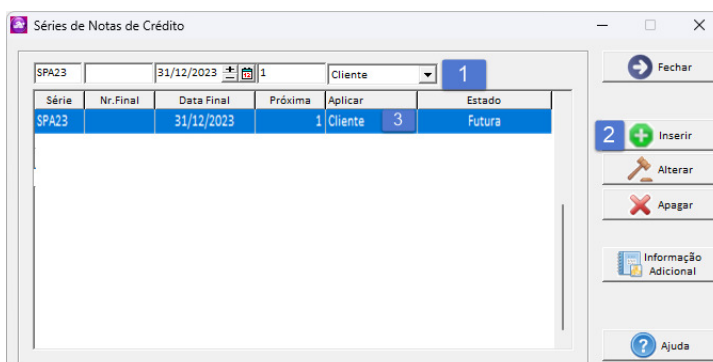 Séries de Notas de Crédito
SPA23 31/12/2023 1 Cliente 1
Fechar
Série Nr.Final Data Final Próxima Aplicar Estado
SPA23 31/12/2023 1 Cliente 3 Futura
2 Inserir
Alterar
Apagar
Informação
Adicional
Ajuda